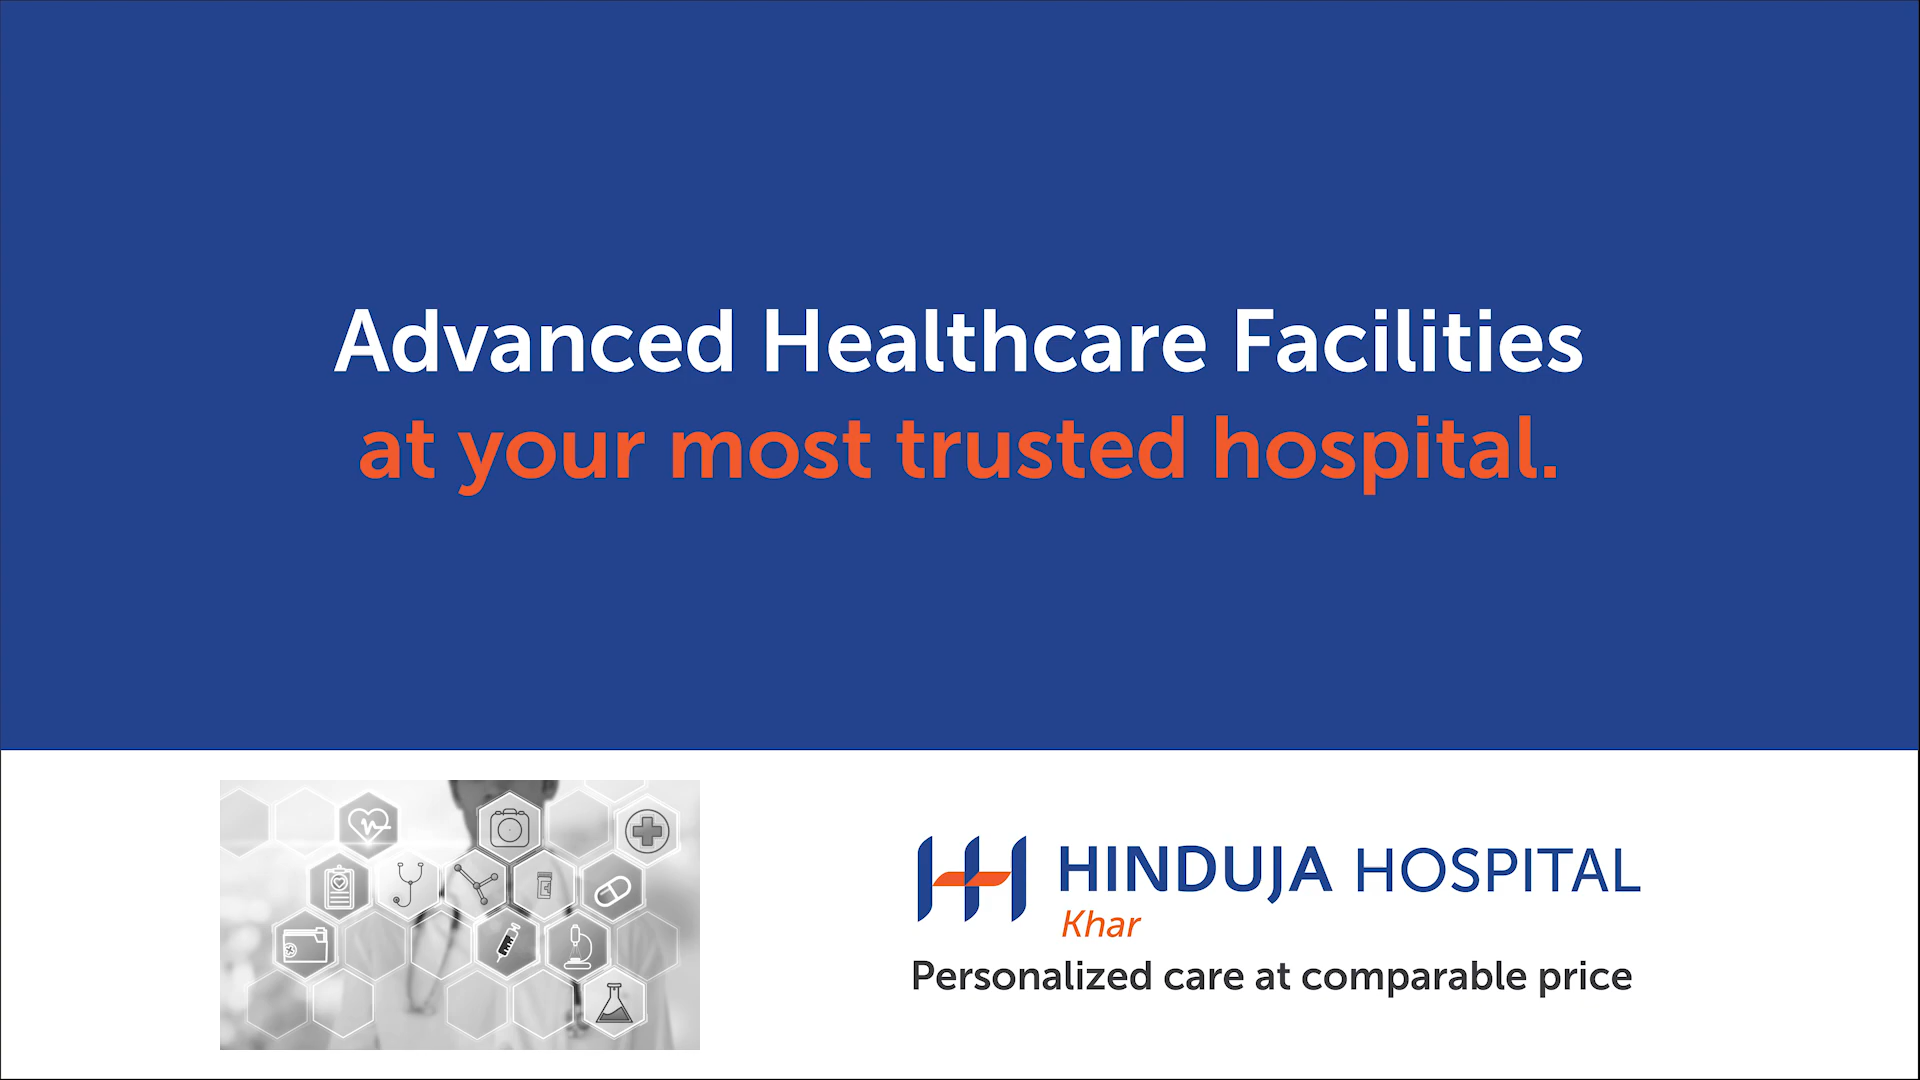 Advanced Healthcare Facilities
at your most trusted hospital.
HINDUJA HOSPITAL
Khar
Personalized care at comparable price